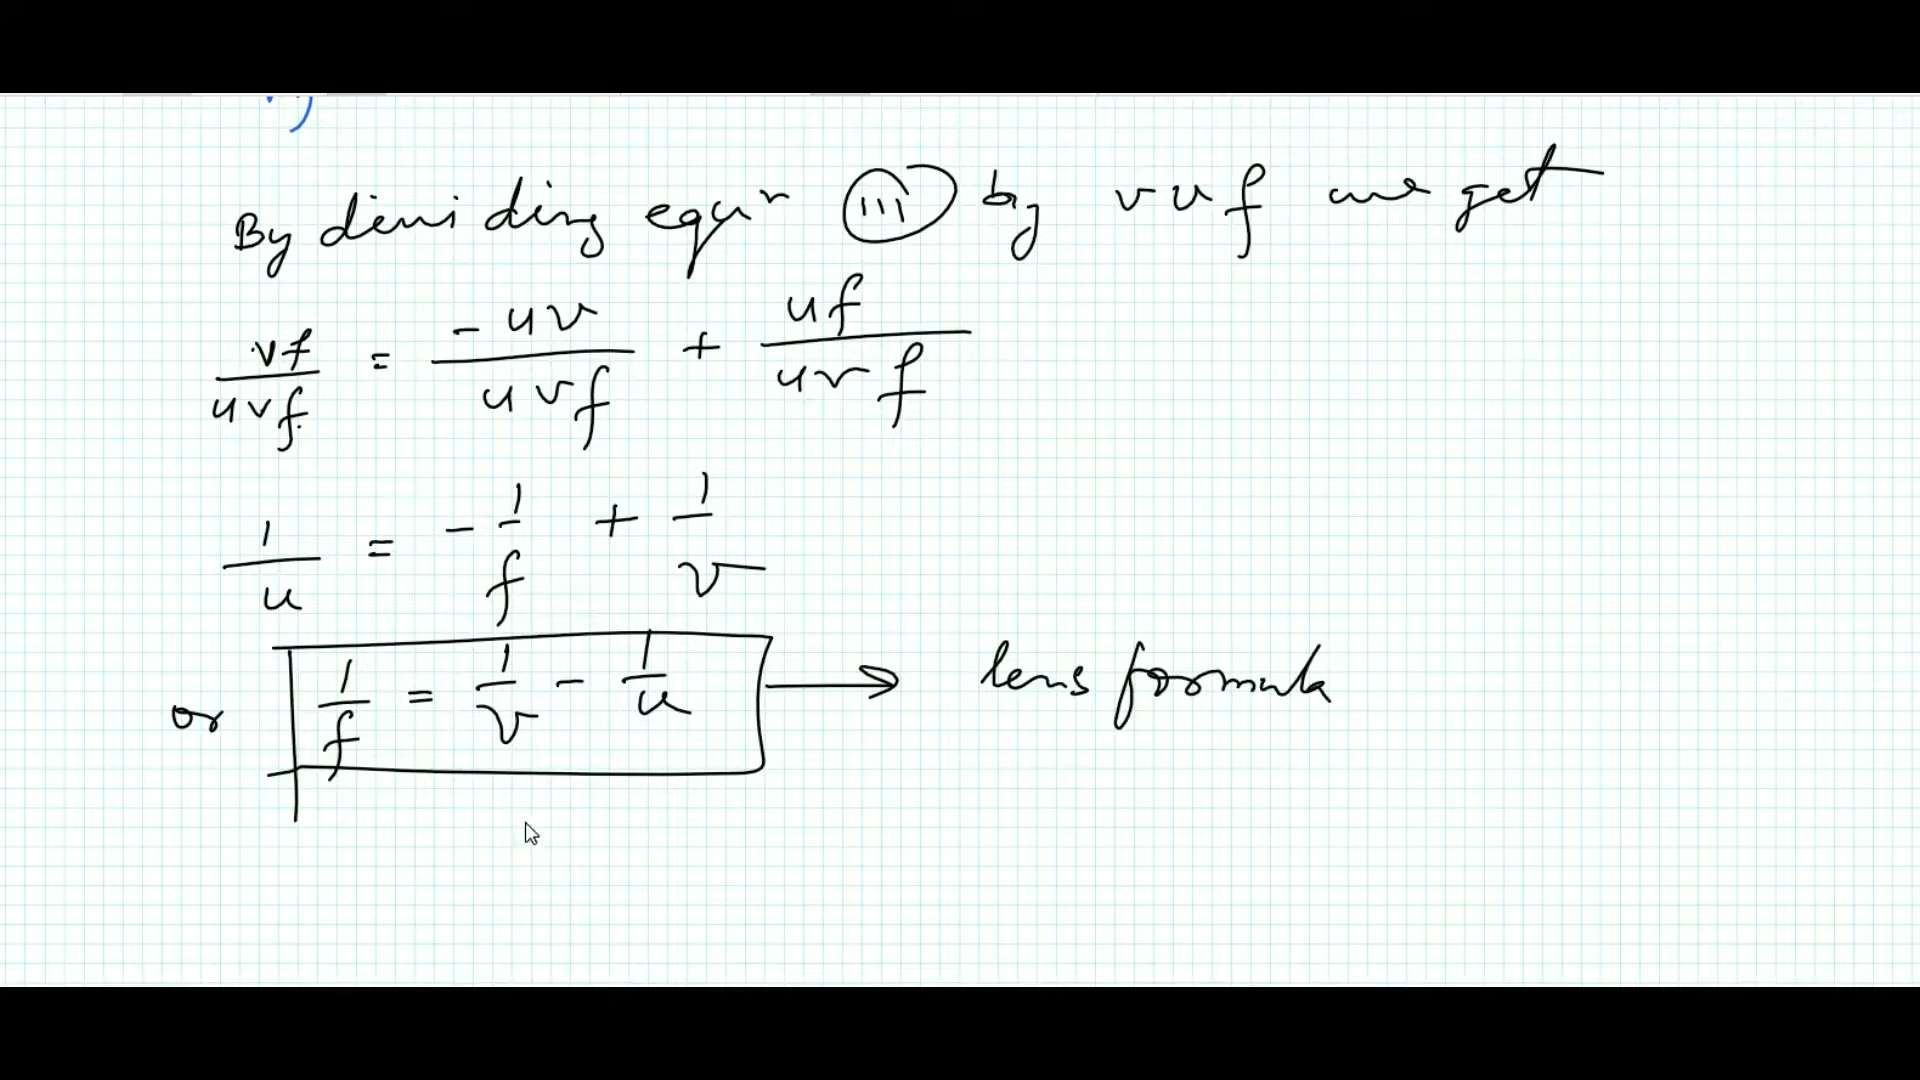 By dividing equn (III) by vuf we get
vf/uvf = -uv/uvf + uf/uvf
1/u = -1/f + 1/v
or 1/f = 1/v - 1/u → lens formula